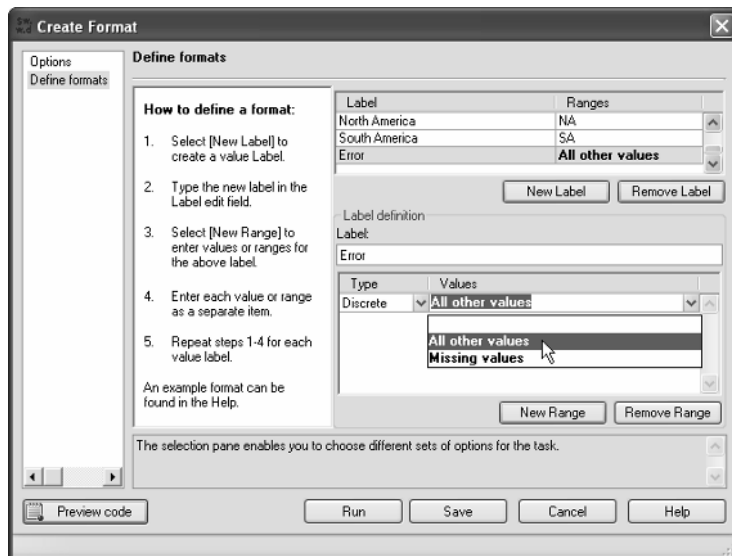 Create Format
Options
Define formats
Define formats
How to define a format:
1. Select [New Label] to
create a value Label.
2. Type the new label in the
Label edit field.
3. Select [New Range] to
enter values or ranges for
the above label.
4. Enter each value or range
as a separate item.
5. Repeat steps 1-4 for each
value label.
An example format can be
found in the Help.
Label Ranges
North America NA
South America SA
Error All other values
New Label Remove Label
Label definition
Label:
Error
Type Values
Discrete All other values
All other values
Missing values
New Range Remove Range
The selection pane enables you to choose different sets of options for the task.
Preview code Run Save Cancel Help